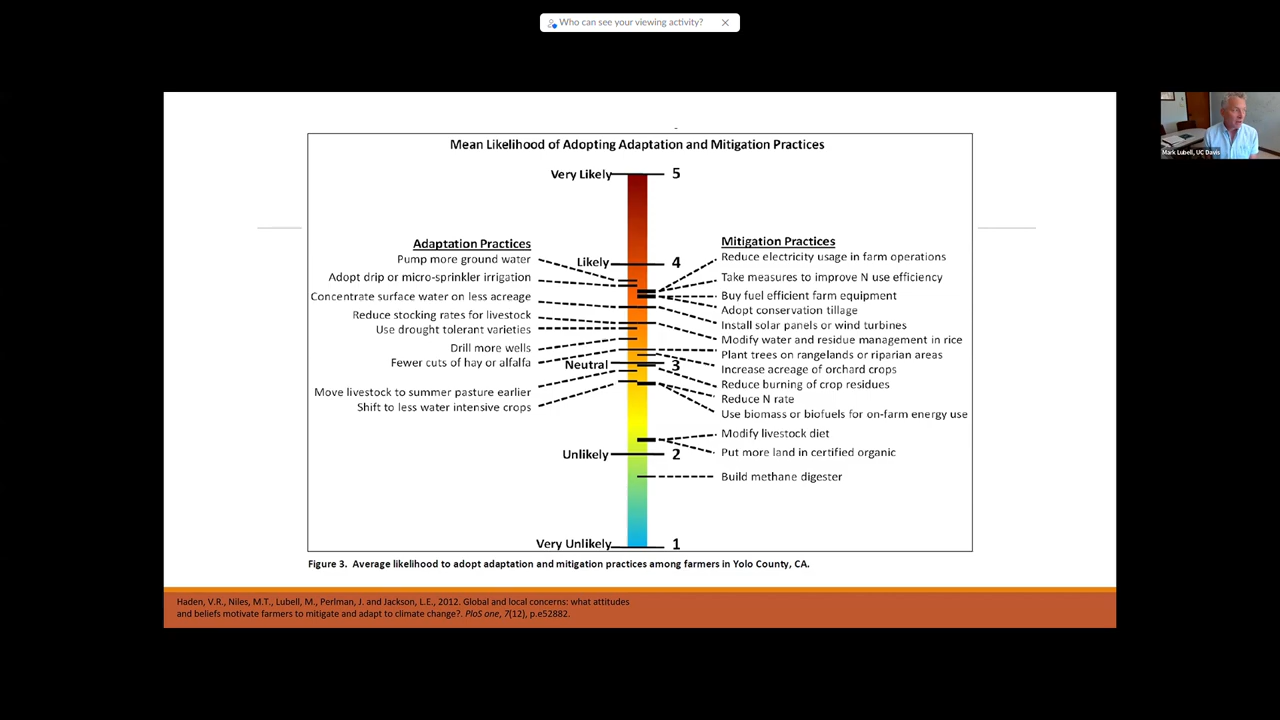 Who can see your viewing activity?
Mark Lubell, UC Davis
Mean Likelihood of Adopting Adaptation and Mitigation Practices
Very Likely 5
Likely 4
Neutral 3
Unlikely 2
Very Unlikely 1
Adaptation Practices
Pump more ground water
Adopt drip or micro-sprinkler irrigation
Concentrate surface water on less acreage
Reduce stocking rates for livestock
Use drought tolerant varieties
Drill more wells
Fewer cuts of hay or alfalfa
Move livestock to summer pasture earlier
Shift to less water intensive crops
Mitigation Practices
Reduce electricity usage in farm operations
Take measures to improve N use efficiency
Buy fuel efficient farm equipment
Adopt conservation tillage
Install solar panels or wind turbines
Modify water and residue management in rice
Plant trees on rangelands or riparian areas
Increase acreage of orchard crops
Reduce burning of crop residues
Reduce N rate
Use biomass or biofuels for on-farm energy use
Modify livestock diet
Put more land in certified organic
Build methane digester
Figure 3. Average likelihood to adopt adaptation and mitigation practices among farmers in Yolo County, CA.
Haden, V.R., Niles, M.T., Lubell, M., Perlman, J. and Jackson, L.E., 2012. Global and local concerns: what attitudes
and beliefs motivate farmers to mitigate and adapt to climate change?. PloS one, 7(12), p.e52882.